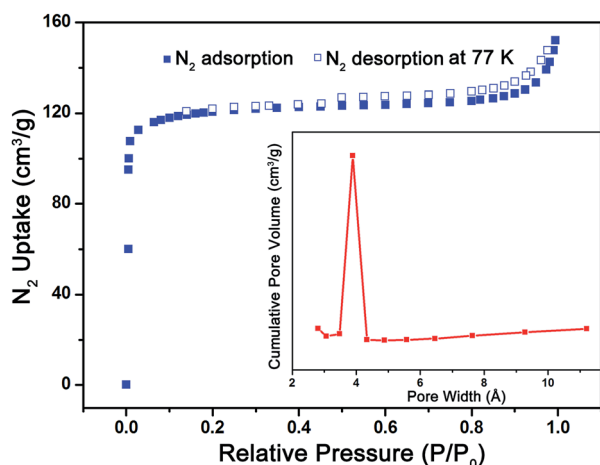 160
120
80
40
0
N₂ Uptake (cm³/g)
N₂ adsorption
N₂ desorption at 77 K
Cumulative Pore Volume (cm³/g)
2 4 6 8 10
Pore Width (Å)
0.0 0.2 0.4 0.6 0.8 1.0
Relative Pressure (P/P₀)